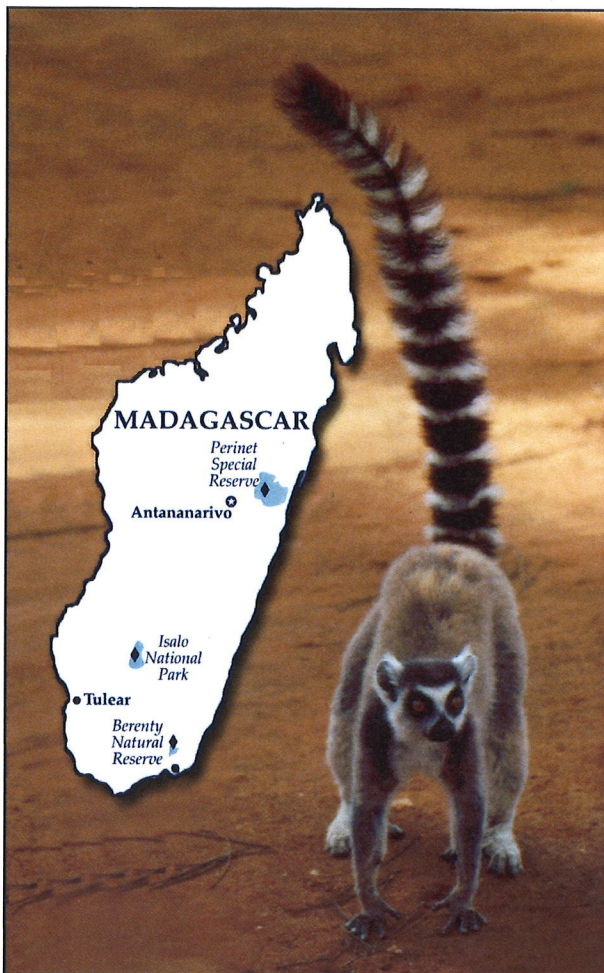 MADAGASCAR
Perinet
Special
Reserve
Antananarivo
Isalo
National
Park
Tulear
Berenty
Natural
Reserve